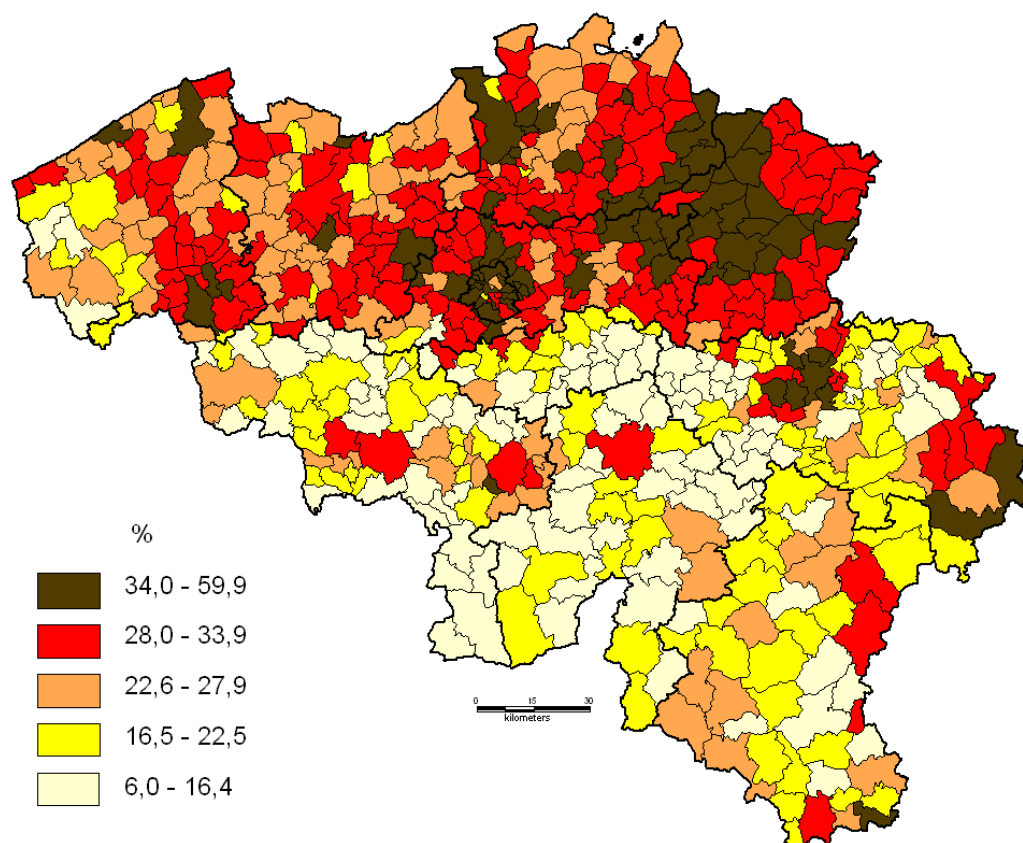 %
34,0 - 59,9
28,0 - 33,9
22,6 - 27,9
16,5 - 22,5
6,0 - 16,4
0 15 30
kilometers